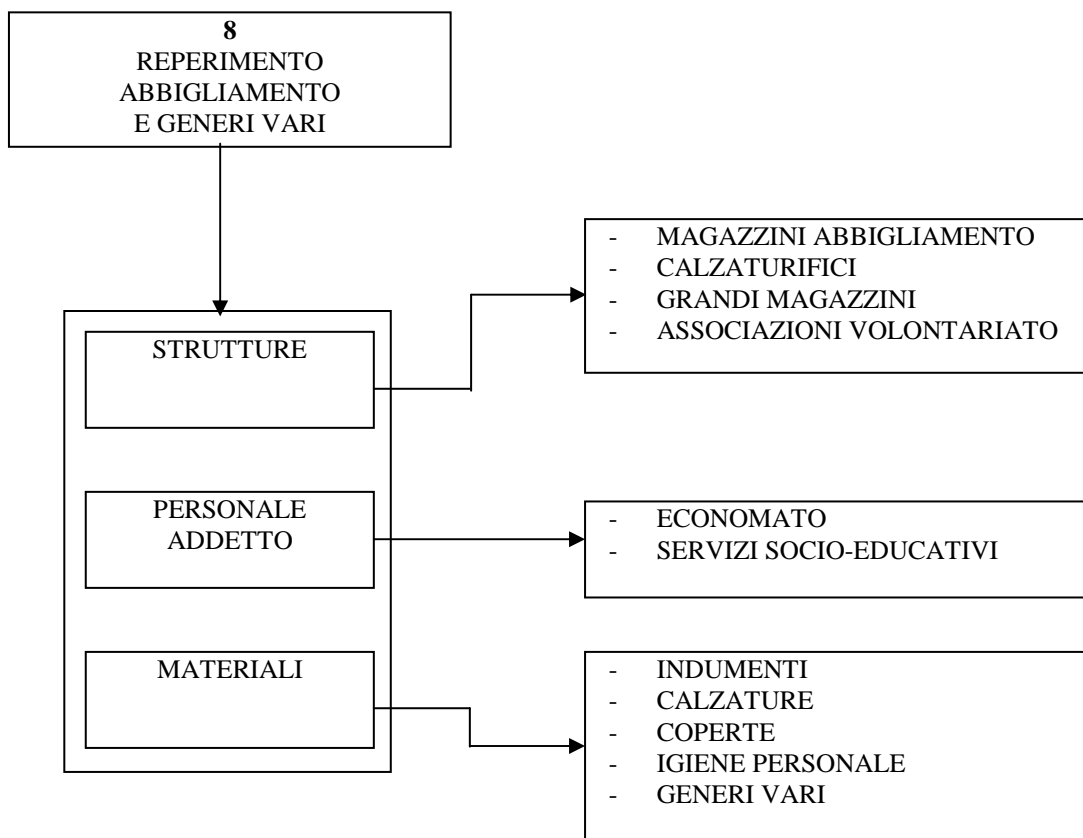 8
REPERIMENTO
ABBIGLIAMENTO
E GENERI VARI
STRUTTURE
- MAGAZZINI ABBIGLIAMENTO
- CALZATURIFICI
- GRANDI MAGAZZINI
- ASSOCIAZIONI VOLONTARIATO
PERSONALE
ADDETTO
- ECONOMATO
- SERVIZI SOCIO-EDUCATIVI
MATERIALI
- INDUMENTI
- CALZATURE
- COPERTE
- IGIENE PERSONALE
- GENERI VARI